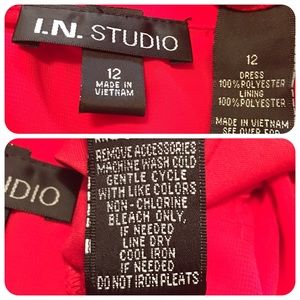 I.N. STUDIO
12
MADE IN
VIETNAM
12
DRESS
100% POLYESTER
LINING
100% POLYESTER
MADE IN VIETNAM
SEE OVER FOR
STUDIO
REMOVE ACCESSORIES
MACHINE WASH COLD
GENTLE CYCLE
WITH LIKE COLORS
NON-CHLORINE
BLEACH ONLY,
IF NEEDED
LINE DRY
COOL IRON
IF NEEDED
DO NOT IRON PLEATS